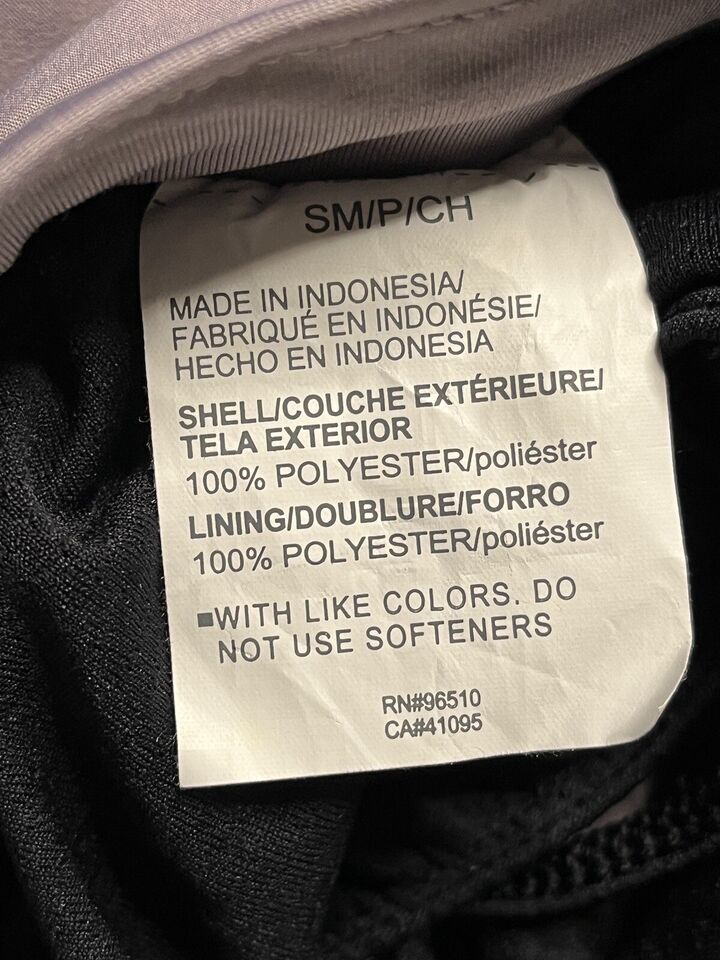 SM/P/CH
MADE IN INDONESIA/
FABRIQUÉ EN INDONÉSIE/
HECHO EN INDONESIA
SHELL/COUCHE EXTÉRIEURE/
TELA EXTERIOR
100% POLYESTER/poliéster
LINING/DOUBLURE/FORRO
100% POLYESTER/poliéster
▪WITH LIKE COLORS. DO
NOT USE SOFTENERS
RN#96510
CA#41095